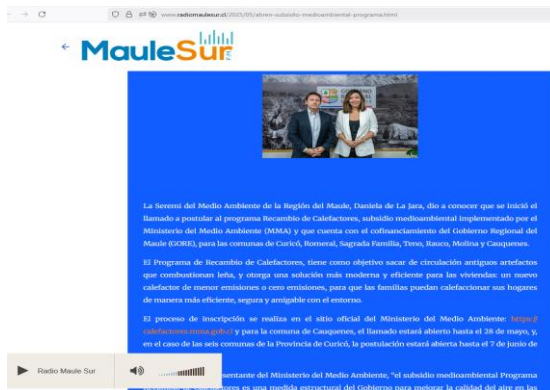 www.radiomaulesur.cl/2025/05/abren-subsidio-medioambiental-programa.html
MauleSur
La Seremi del Medio Ambiente de la Región del Maule, Daniela de La Jara, dio a conocer que se inició el
llamado a postular al programa Recambio de Calefactores, subsidio medioambiental implementado por el
Ministerio del Medio Ambiente (MMA) y que cuenta con el cofinanciamiento del Gobierno Regional del
Maule (GORE), para las comunas de Curicó, Romeral, Sagrada Familia, Teno, Rauco, Molina y Cauquenes.
El Programa de Recambio de Calefactores, tiene como objetivo sacar de circulación antiguos artefactos
que combustionan leña, y otorga una solución más moderna y eficiente para las viviendas: un nuevo
calefactor de menor emisiones o cero emisiones, para que las familias puedan calefaccionar sus hogares
de manera más eficiente, segura y amigable con el entorno.
El proceso de inscripción se realiza en el sitio oficial del Ministerio del Medio Ambiente: https://
calefactores.mma.gob.cl y para la comuna de Cauquenes, el llamado estará abierto hasta el 28 de mayo, y,
en el caso de las seis comunas de la Provincia de Curicó, la postulación estará abierta hasta el 7 de junio de
Radio Maule Sur
sentante del Ministerio del Medio Ambiente, "el subsidio medioambiental Programa
ores es una medida estructural del Gobierno para mejorar la calidad del aire en las